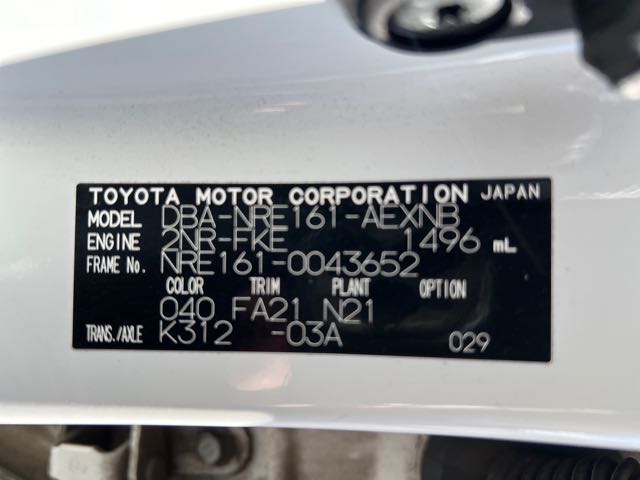 TOYOTA MOTOR CORPORATION JAPAN
MODEL DBA-NRE161-AEXNB
ENGINE 2NR-FKE 1496 mL
FRAME No. NRE161-0043652
COLOR TRIM PLANT OPTION
040 FA21 N21
TRANS./AXLE K312 -03A 029